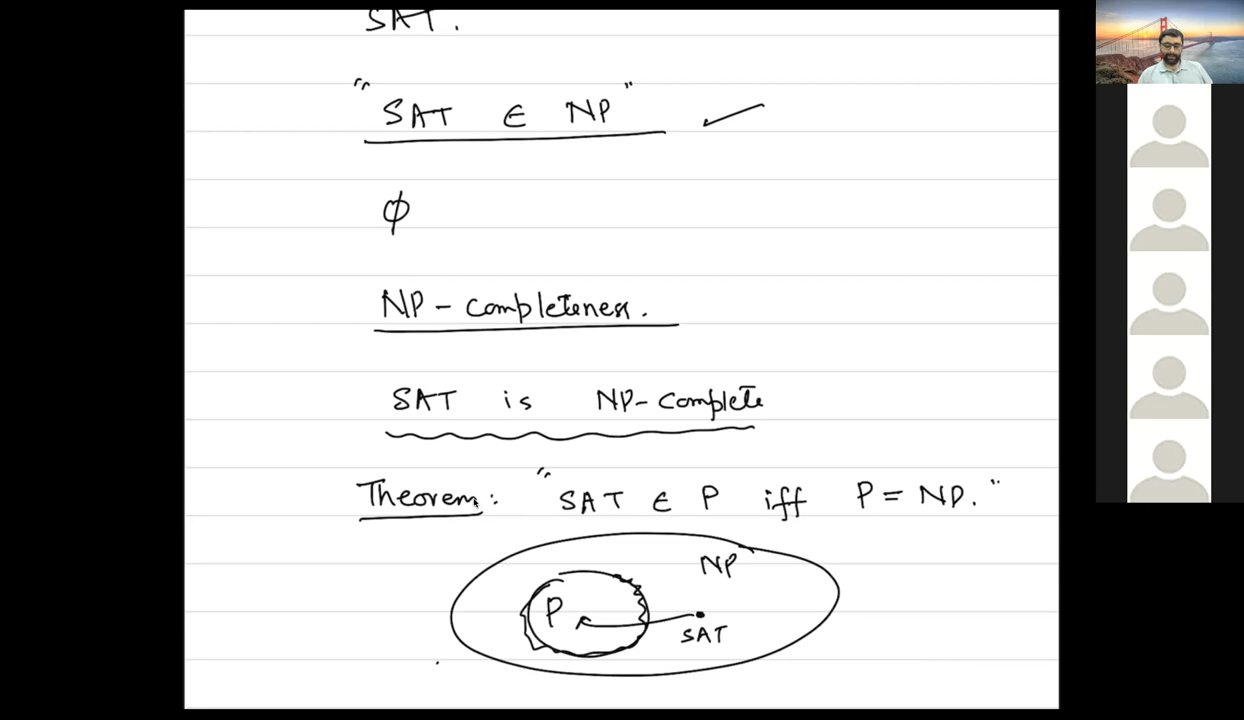 SAT.
"SAT ∈ NP"
ϕ
NP-completeness.
SAT is NP-complete
Theorem: "SAT ∈ P iff P = NP."
NP
P
SAT